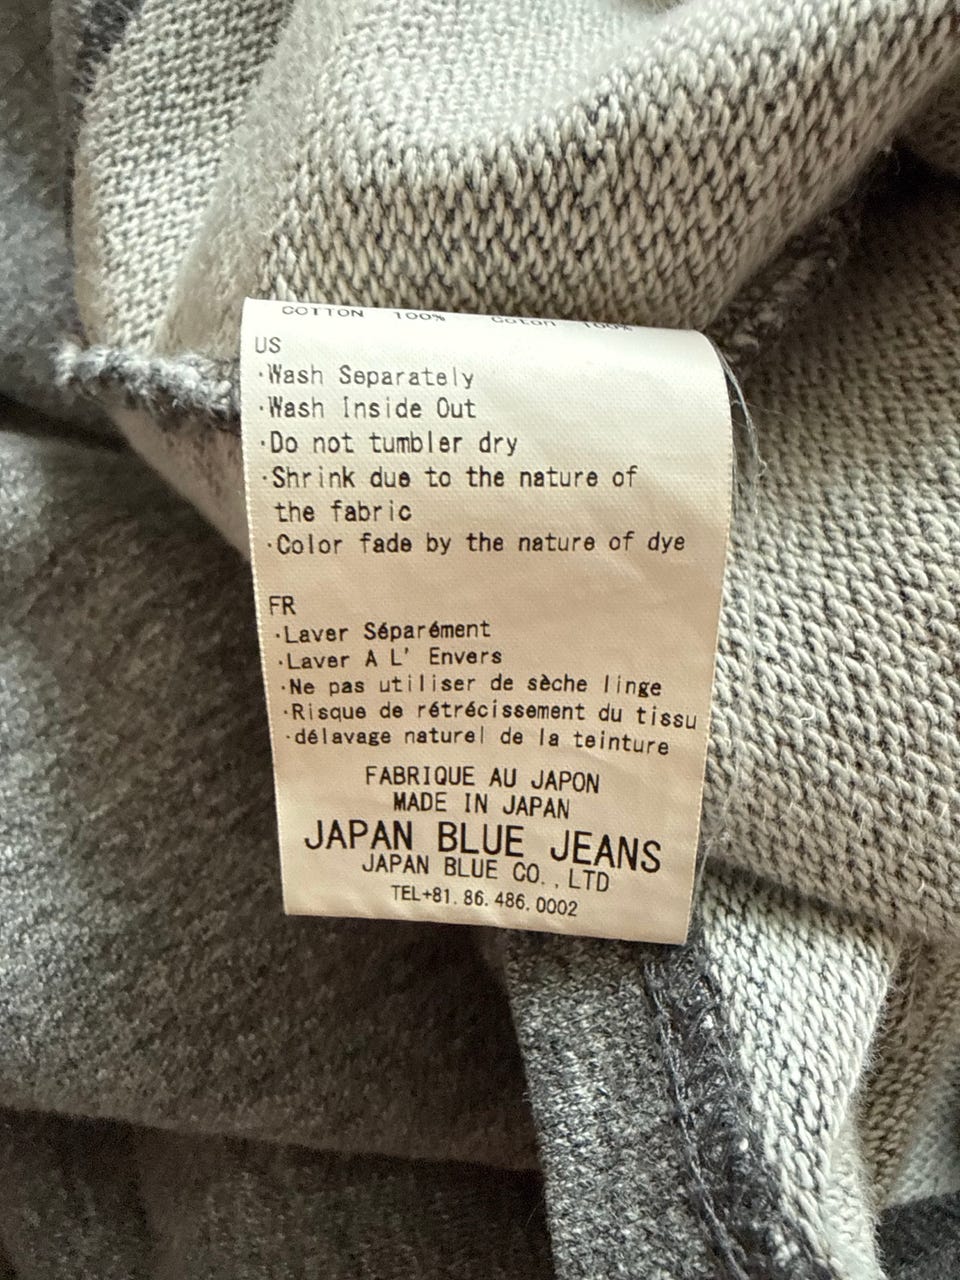 COTTON 100% Coton 100%
US
·Wash Separately
·Wash Inside Out
·Do not tumbler dry
·Shrink due to the nature of
the fabric
·Color fade by the nature of dye
FR
·Laver Séparément
·Laver A L' Envers
·Ne pas utiliser de sèche linge
·Risque de rétrécissement du tissu
·délavage naturel de la teinture
FABRIQUE AU JAPON
MADE IN JAPAN
JAPAN BLUE JEANS
JAPAN BLUE CO.,LTD
TEL+81.86.486.0002